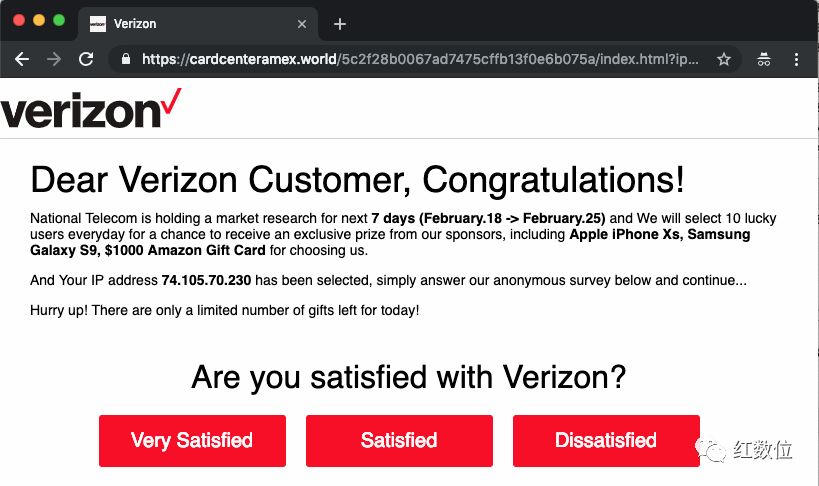 Verizon
https://cardcenteramex.world/5c2f28b0067ad7475cffb13f0e6b075a/index.html?ip...
verizon
Dear Verizon Customer, Congratulations!
National Telecom is holding a market research for next 7 days (February.18 -> February.25) and We will select 10 lucky
users everyday for a chance to receive an exclusive prize from our sponsors, including Apple iPhone Xs, Samsung
Galaxy S9, $1000 Amazon Gift Card for choosing us.
And Your IP address 74.105.70.230 has been selected, simply answer our anonymous survey below and continue...
Hurry up! There are only a limited number of gifts left for today!
Are you satisfied with Verizon?
Very Satisfied Satisfied Dissatisfied
红数位